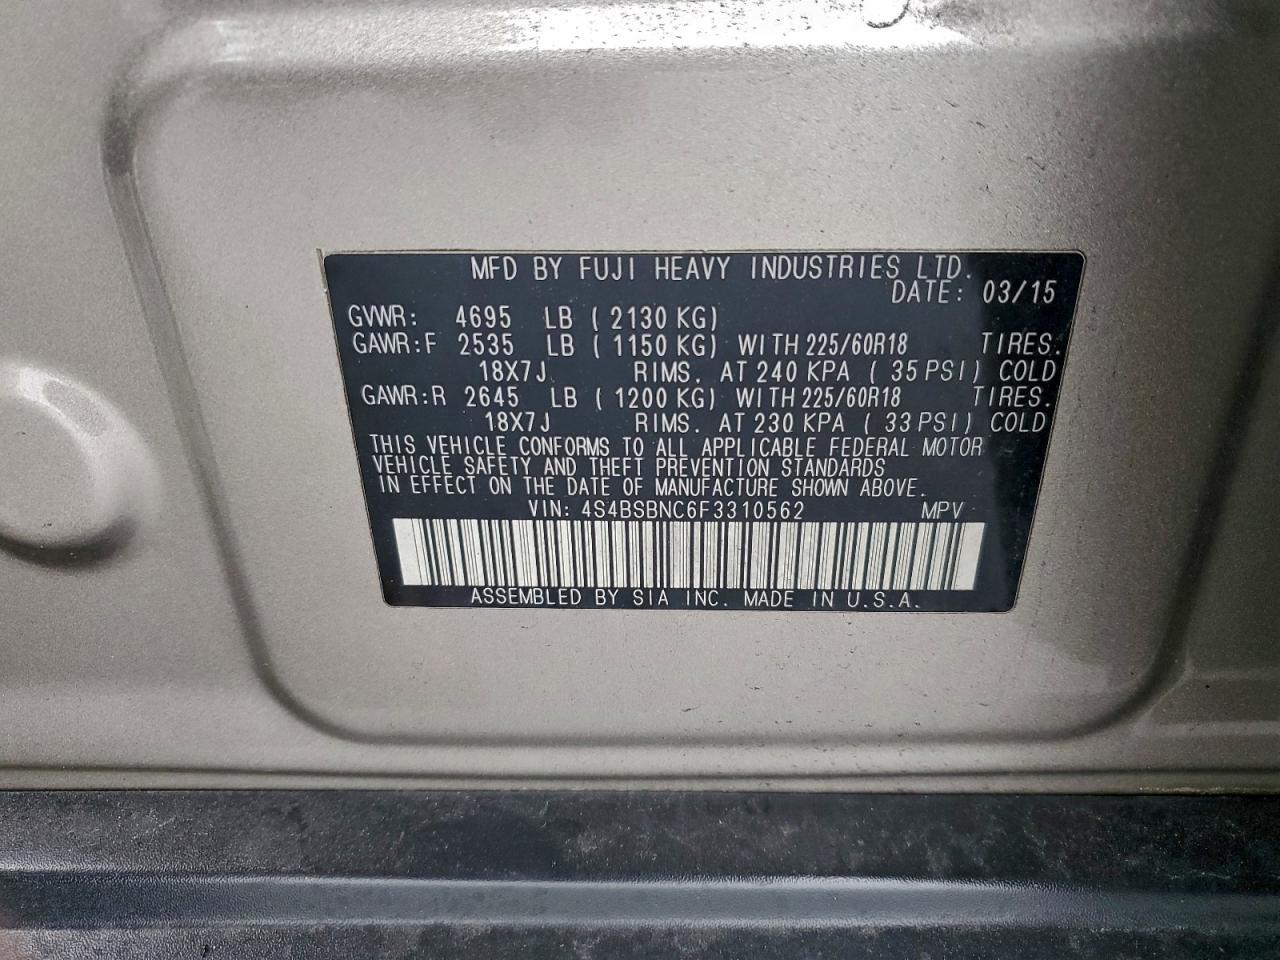 MFD BY FUJI HEAVY INDUSTRIES LTD.
DATE: 03/15
GVWR: 4695 LB (2130 KG)
GAWR:F 2535 LB (1150 KG) WITH 225/60R18 TIRES.
18X7J RIMS. AT 240 KPA (35 PSI) COLD
GAWR:R 2645 LB (1200 KG) WITH 225/60R18 TIRES.
18X7J RIMS. AT 230 KPA (33 PSI) COLD
THIS VEHICLE CONFORMS TO ALL APPLICABLE FEDERAL MOTOR
VEHICLE SAFETY AND THEFT PREVENTION STANDARDS
IN EFFECT ON THE DATE OF MANUFACTURE SHOWN ABOVE.
VIN: 4S4BSBNC6F3310562 MPV
ASSEMBLED BY SIA INC. MADE IN U.S.A.